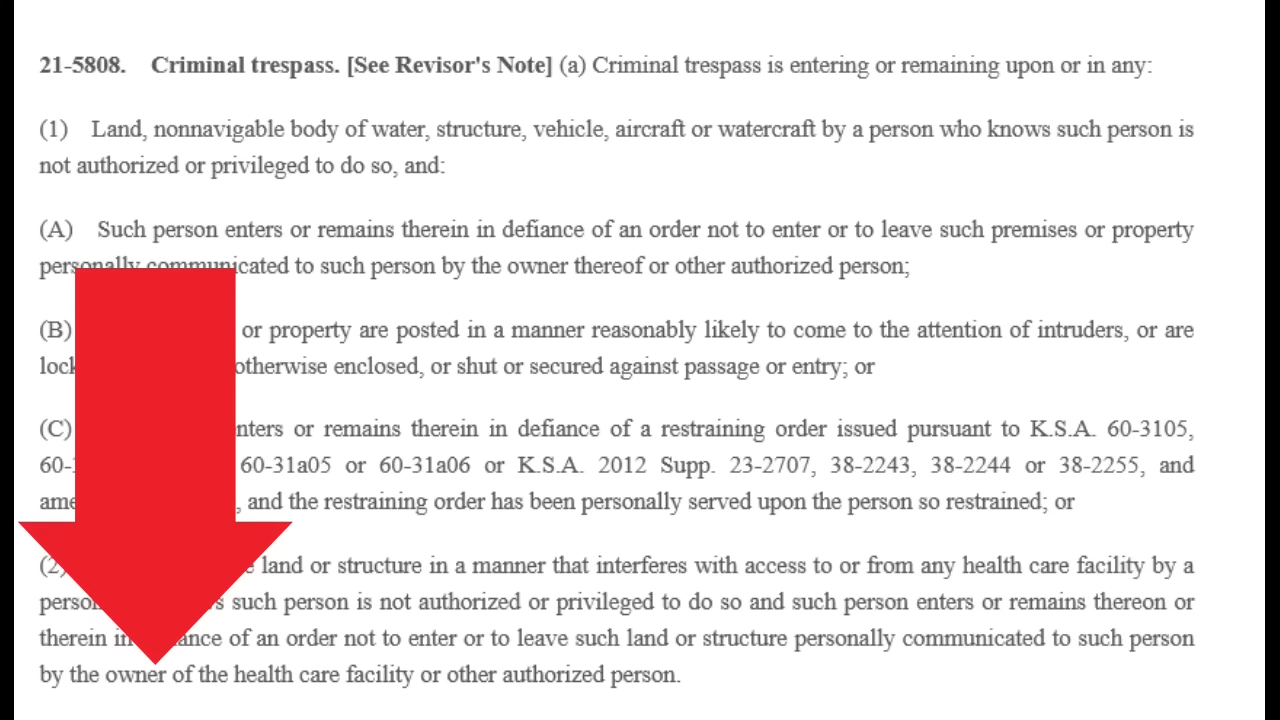 21-5808. Criminal trespass. [See Revisor's Note] (a) Criminal trespass is entering or remaining upon or in any:
(1) Land, nonnavigable body of water, structure, vehicle, aircraft or watercraft by a person who knows such person is
not authorized or privileged to do so, and:
(A) Such person enters or remains therein in defiance of an order not to enter or to leave such premises or property
personally communicated to such person by the owner thereof or other authorized person;
(B) or property are posted in a manner reasonably likely to come to the attention of intruders, or are
otherwise enclosed, or shut or secured against passage or entry; or
(C) or remains therein in defiance of a restraining order issued pursuant to K.S.A. 60-3105,
60-31a05 or 60-31a06 or K.S.A. 2012 Supp. 23-2707, 38-2243, 38-2244 or 38-2255, and
, and the restraining order has been personally served upon the person so restrained; or
(2) land or structure in a manner that interferes with access to or from any health care facility by a
such person is not authorized or privileged to do so and such person enters or remains thereon or
therein of an order not to enter or to leave such land or structure personally communicated to such person
by the owner of the health care facility or other authorized person.